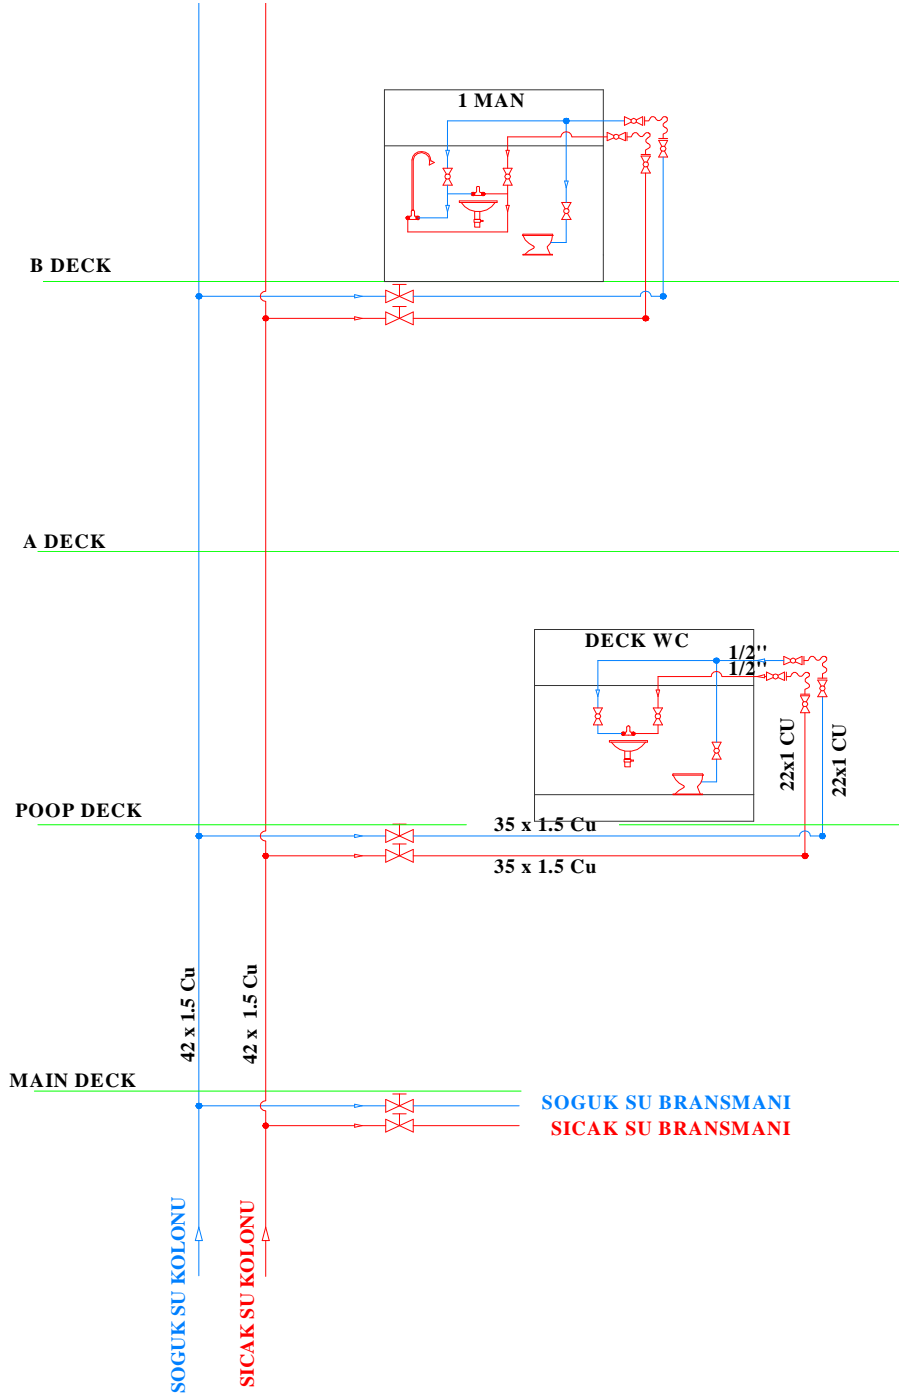 1 MAN
B DECK
A DECK
DECK WC
1/2''
1/2''
22x1 CU
22x1 CU
POOP DECK
35 x 1.5 Cu
35 x 1.5 Cu
42 x 1.5 Cu
42 x 1.5 Cu
MAIN DECK
SOGUK SU BRANSMANI
SICAK SU BRANSMANI
SOGUK SU KOLONU
SICAK SU KOLONU